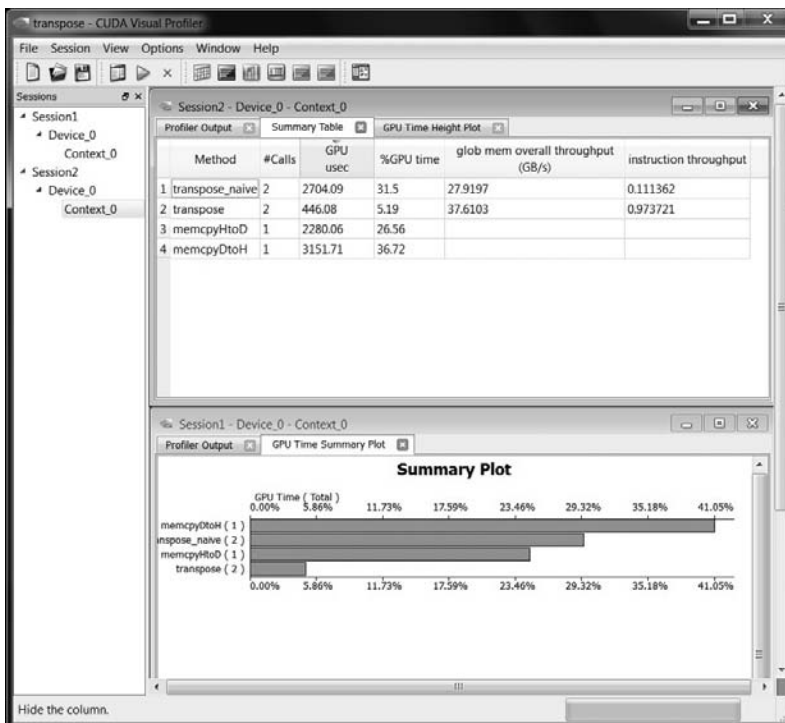 transpose - CUDA Visual Profiler
File Session View Options Window Help
Sessions
Session1
Device_0
Context_0
Session2
Device_0
Context_0
Session2 - Device_0 - Context_0
Profiler Output Summary Table GPU Time Height Plot
Method #Calls GPU usec %GPU time glob mem overall throughput (GB/s) instruction throughput
1 transpose_naive 2 2704.09 31.5 27.9197 0.111362
2 transpose 2 446.08 5.19 37.6103 0.973721
3 memcpyHtoD 1 2280.06 26.56
4 memcpyDtoH 1 3151.71 36.72
Session1 - Device_0 - Context_0
Profiler Output GPU Time Summary Plot
Summary Plot
GPU Time ( Total )
0.00% 5.86% 11.73% 17.59% 23.46% 29.32% 35.18% 41.05%
memcpyDtoH ( 1 )
nspose_naive ( 2 )
memcpyHtoD ( 1 )
transpose ( 2 )
0.00% 5.86% 11.73% 17.59% 23.46% 29.32% 35.18% 41.05%
Hide the column.